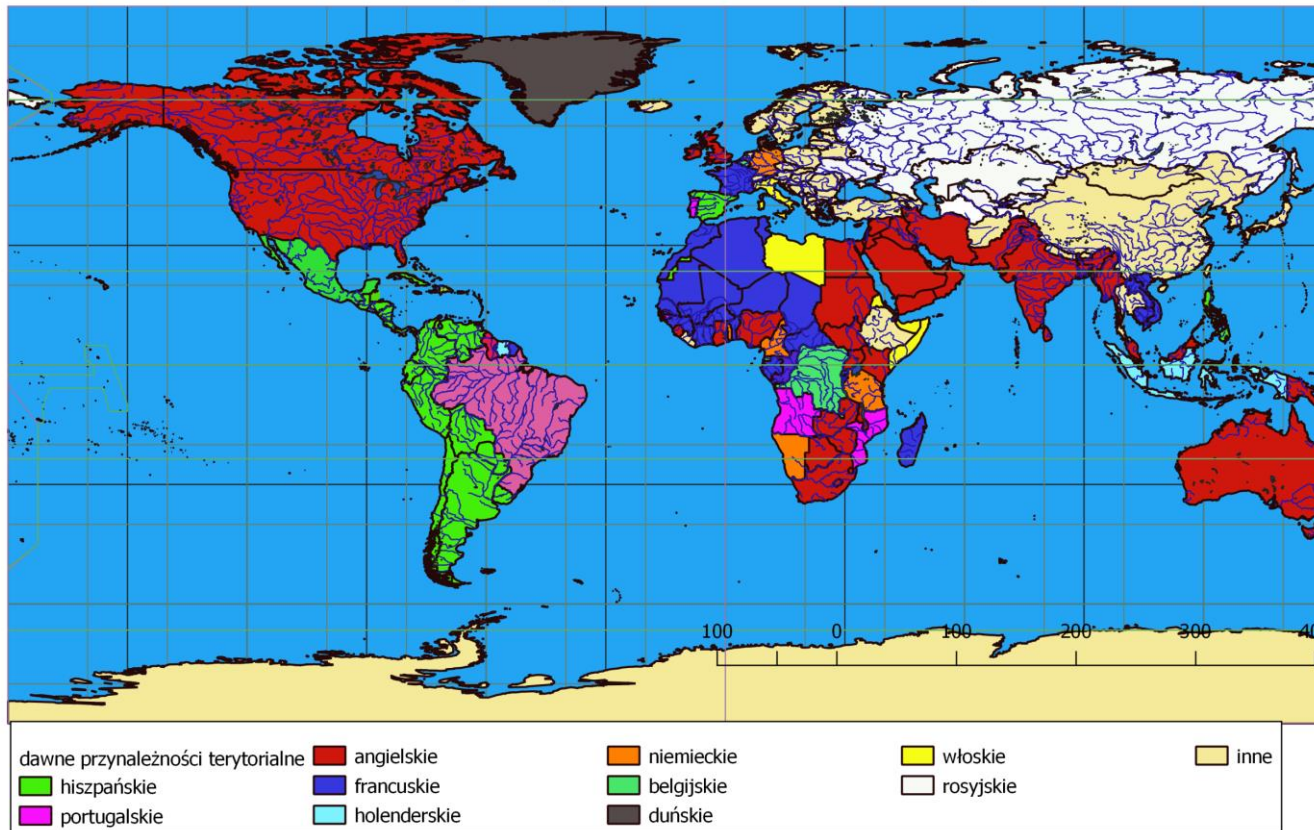 100 0 100 200 300 40
dawne przynależności terytorialne
hiszpańskie
portugalskie
angielskie
francuskie
holenderskie
niemieckie
belgijskie
duńskie
włoskie
rosyjskie
inne